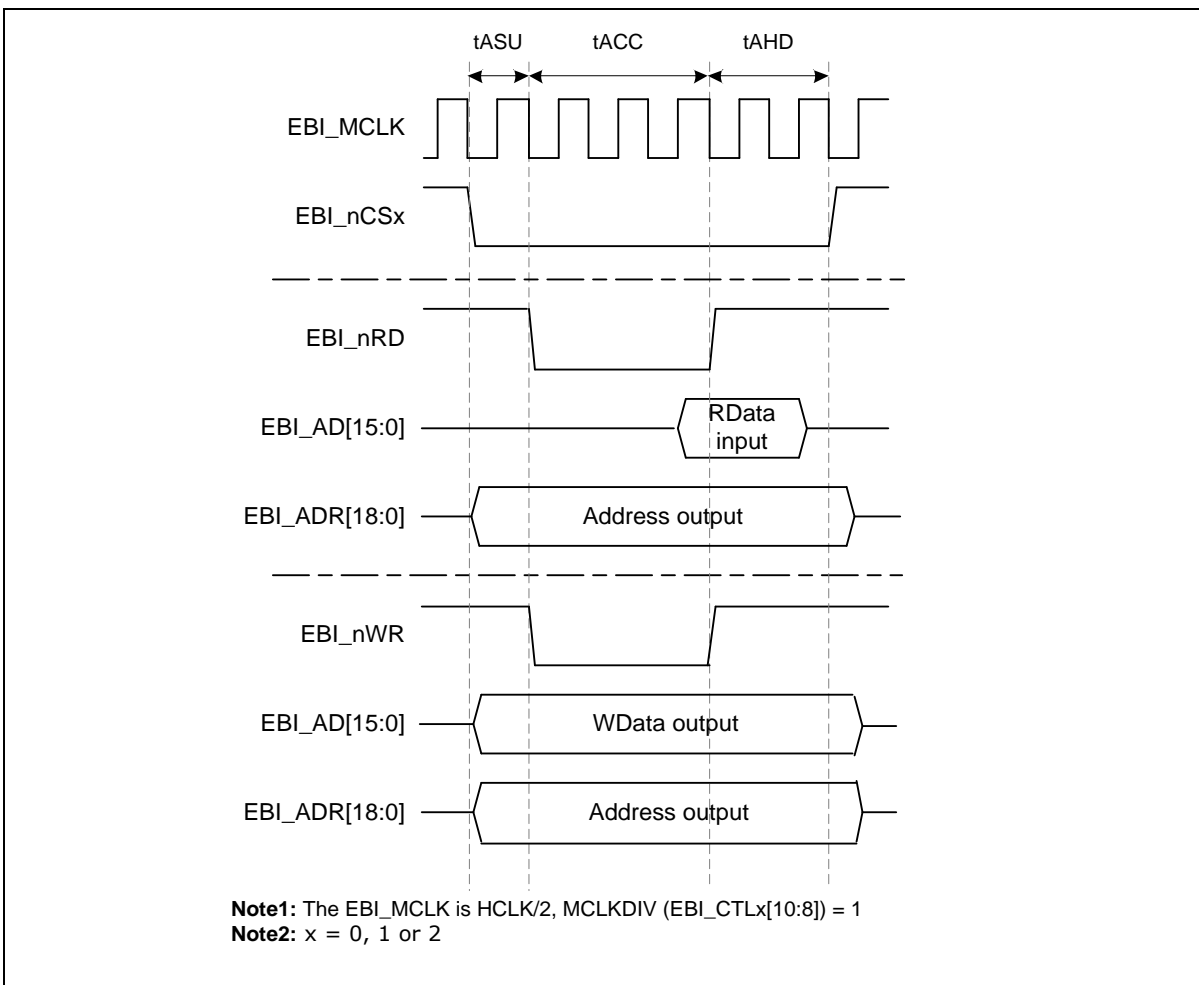 tASU tACC tAHD
EBI_MCLK
EBI_nCSx
EBI_nRD
EBI_AD[15:0]
RData
input
EBI_ADR[18:0]
Address output
EBI_nWR
EBI_AD[15:0]
WData output
EBI_ADR[18:0]
Address output
Note1: The EBI_MCLK is HCLK/2, MCLKDIV (EBI_CTLx[10:8]) = 1
Note2: x = 0, 1 or 2